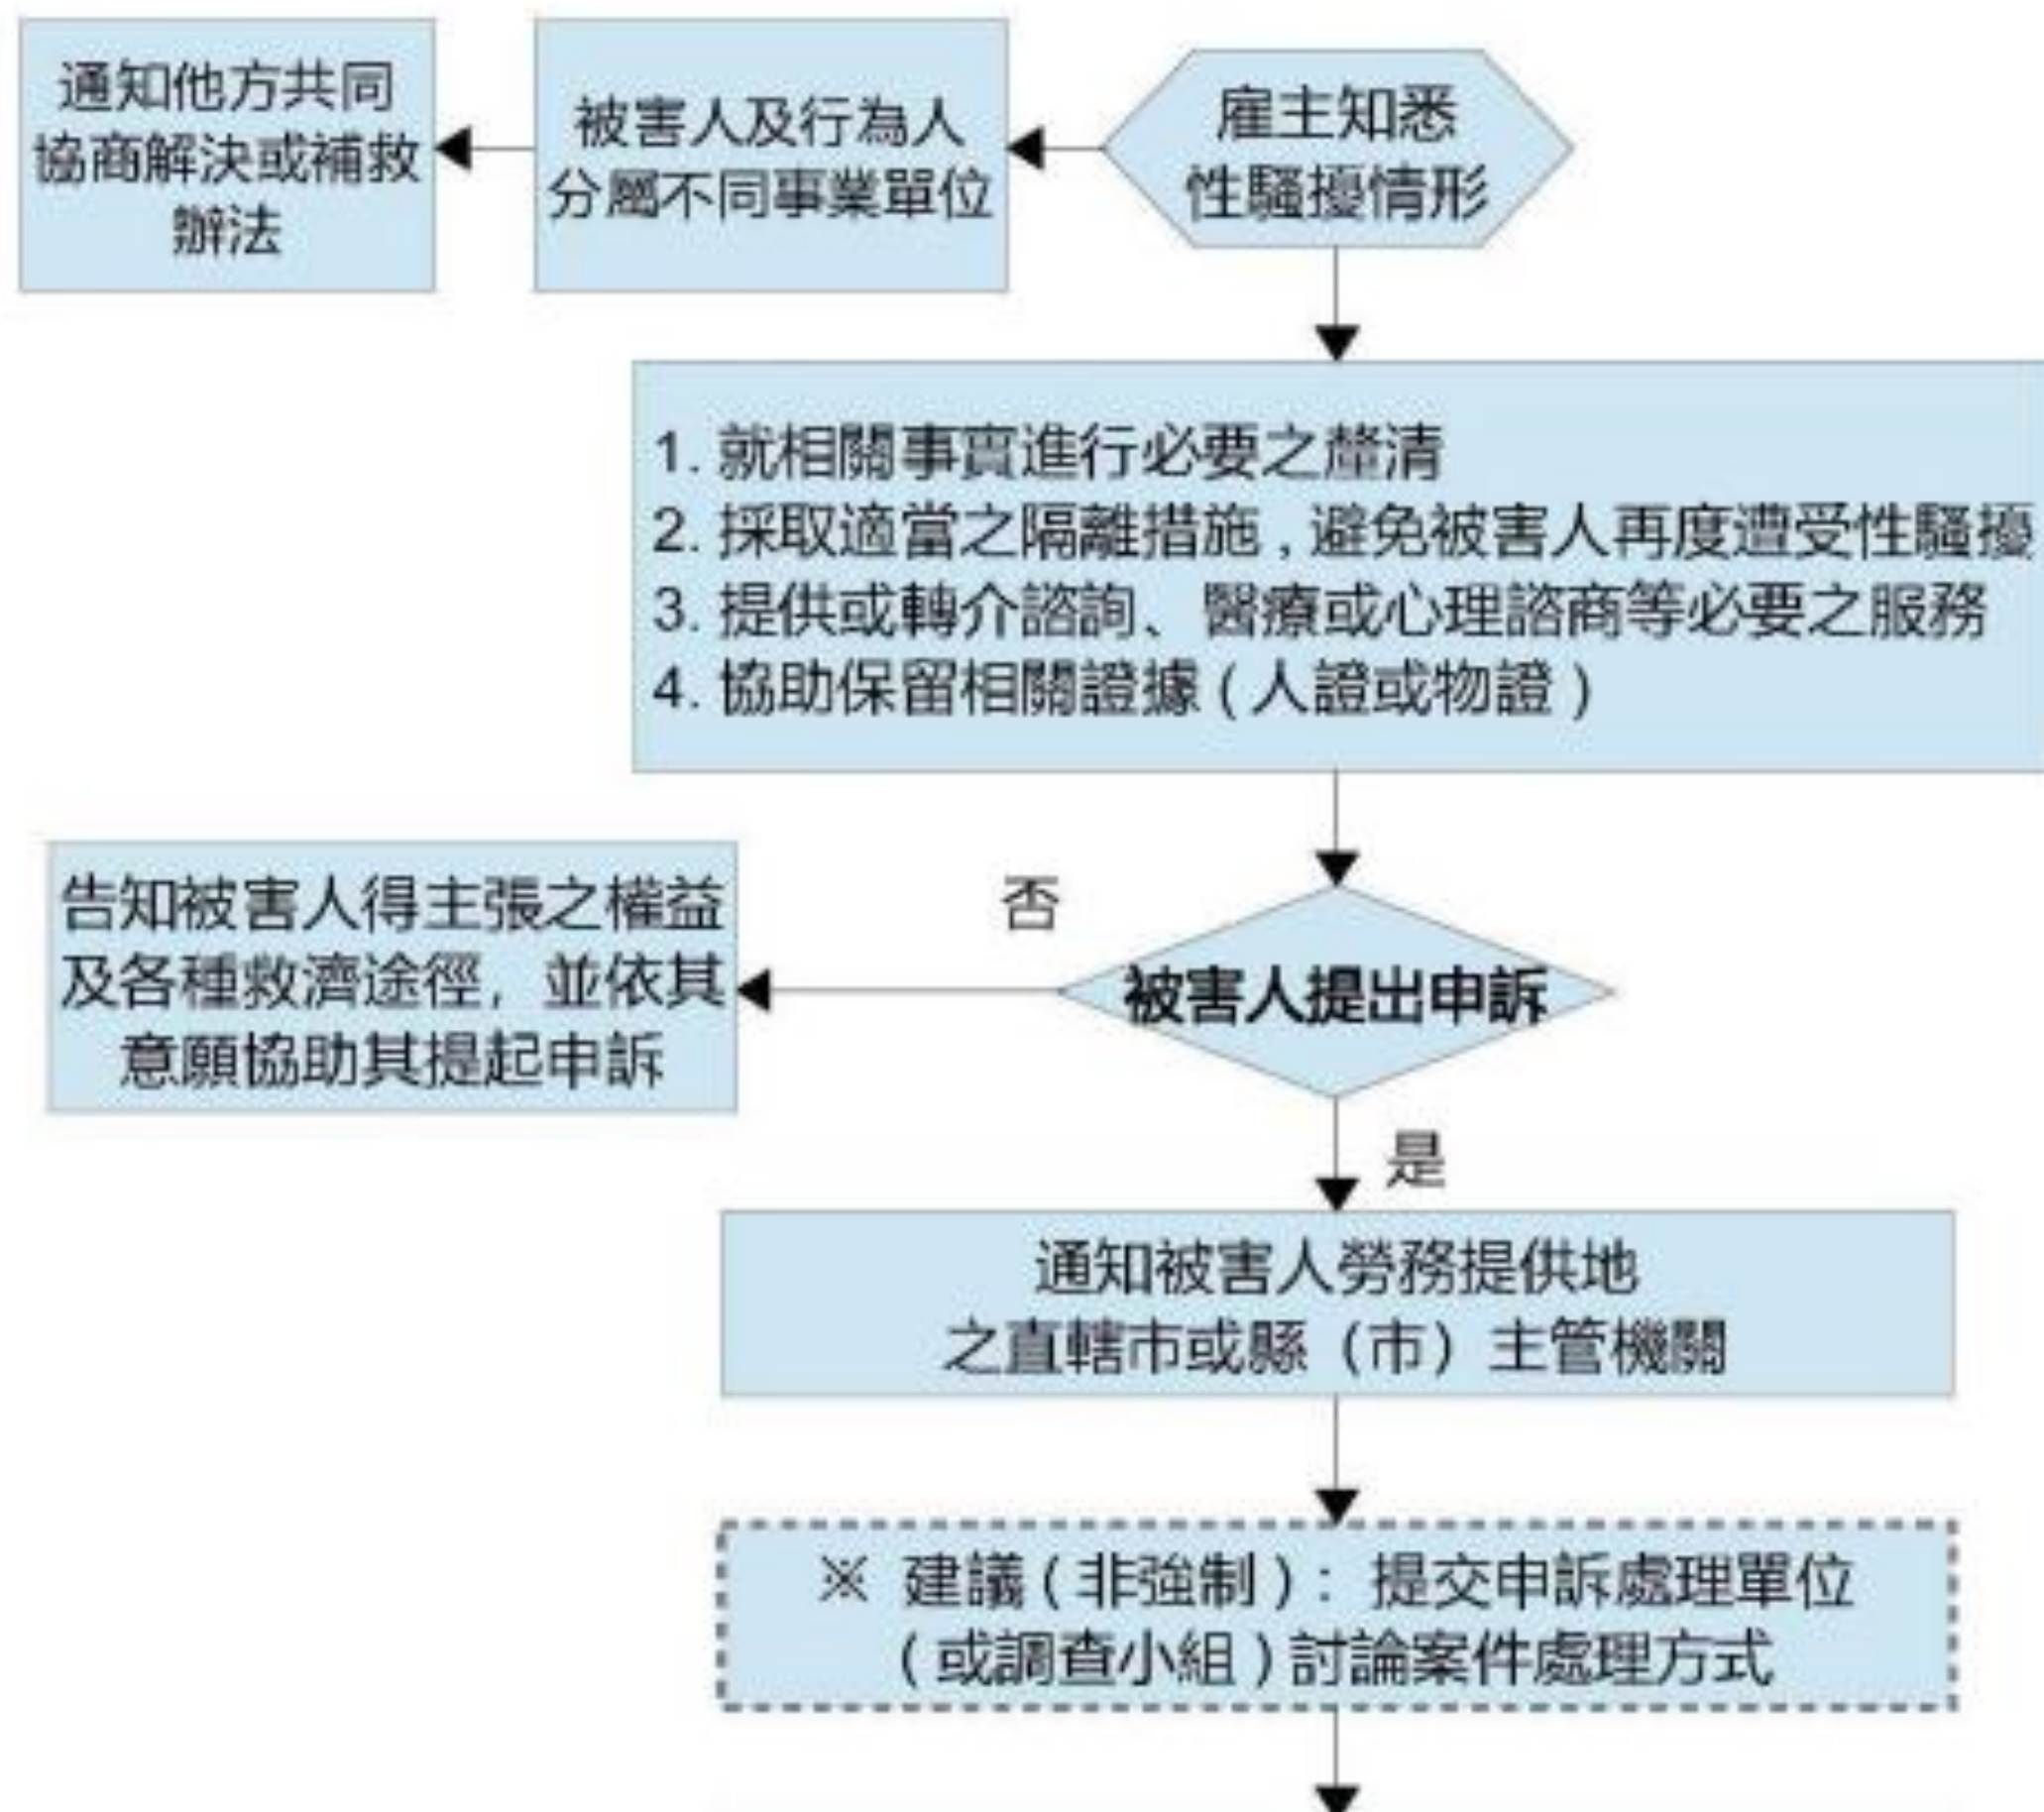 通知他方共同
協商解決或補救
辦法
被害人及行為人
分屬不同事業單位
雇主知悉
性騷擾情形
1. 就相關事實進行必要之釐清
2. 採取適當之隔離措施，避免被害人再度遭受性騷擾
3. 提供或轉介諮詢、醫療或心理諮商等必要之服務
4. 協助保留相關證據（人證或物證）
告知被害人得主張之權益
及各種救濟途徑，並依其
意願協助其提起申訴
否
被害人提出申訴
是
通知被害人勞務提供地
之直轄市或縣（市）主管機關
※ 建議（非強制）：提交申訴處理單位
（或調查小組）討論案件處理方式